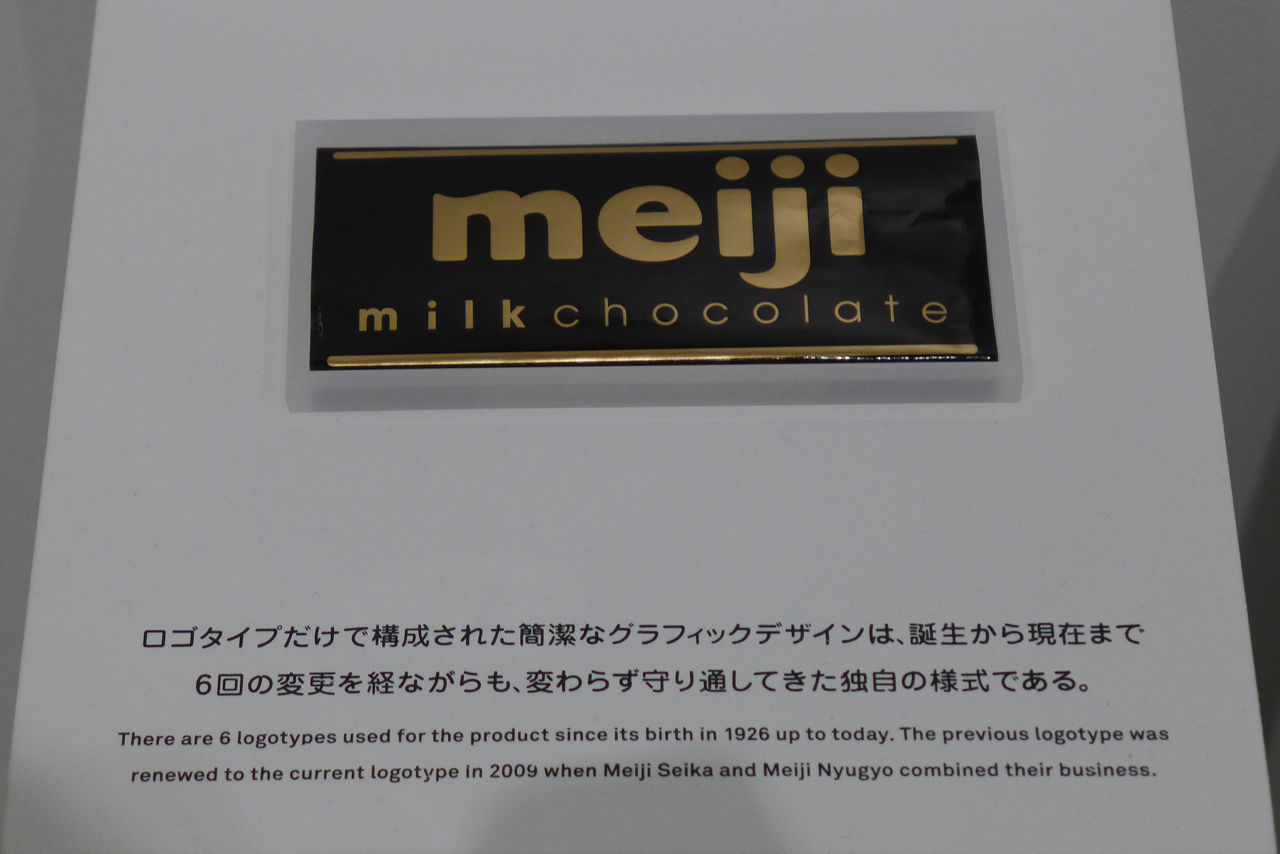 meiji
milk chocolate
ロゴタイプだけで構成された簡潔なグラフィックデザインは、誕生から現在まで
6回の変更を経ながらも、変わらず守り通してきた独自の様式である。
There are 6 logotypes used for the product since its birth in 1926 up to today. The previous logotype was
renewed to the current logotype in 2009 when Meiji Seika and Meiji Nyugyo combined their business.